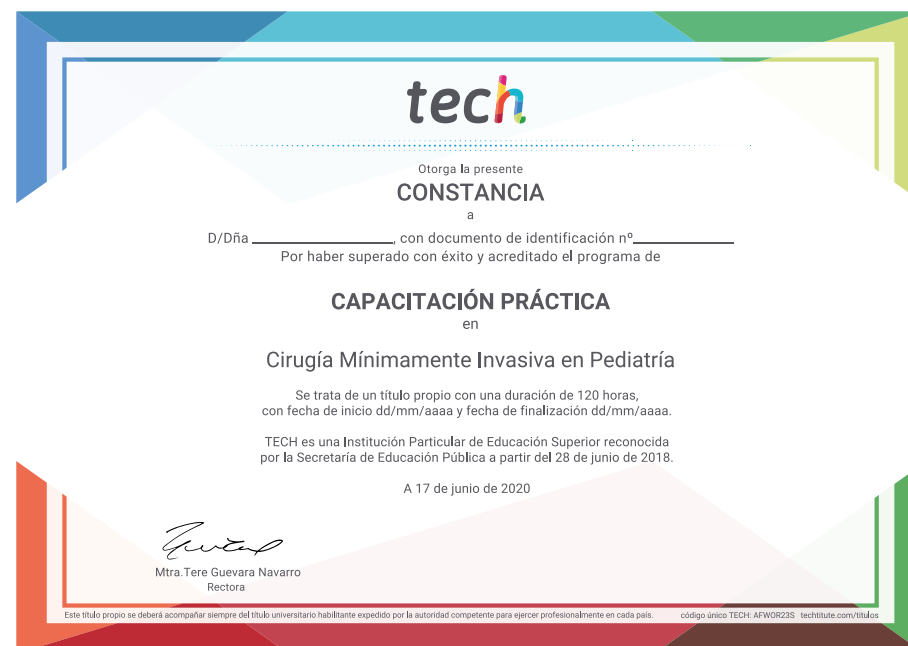 tech
Otorga la presente
CONSTANCIA
a
D/Dña ____________________, con documento de identificación nº______________
Por haber superado con éxito y acreditado el programa de
CAPACITACIÓN PRÁCTICA
en
Cirugía Mínimamente Invasiva en Pediatría
Se trata de un título propio con una duración de 120 horas,
con fecha de inicio dd/mm/aaaa y fecha de finalización dd/mm/aaaa.
TECH es una Institución Particular de Educación Superior reconocida
por la Secretaría de Educación Pública a partir del 28 de junio de 2018.
A 17 de junio de 2020
Mtra.Tere Guevara Navarro
Rectora
Este título propio se deberá acompañar siempre del título universitario habilitante expedido por la autoridad competente para ejercer profesionalmente en cada país. código único TECH: AFWOR23S techtitute.com/titulos